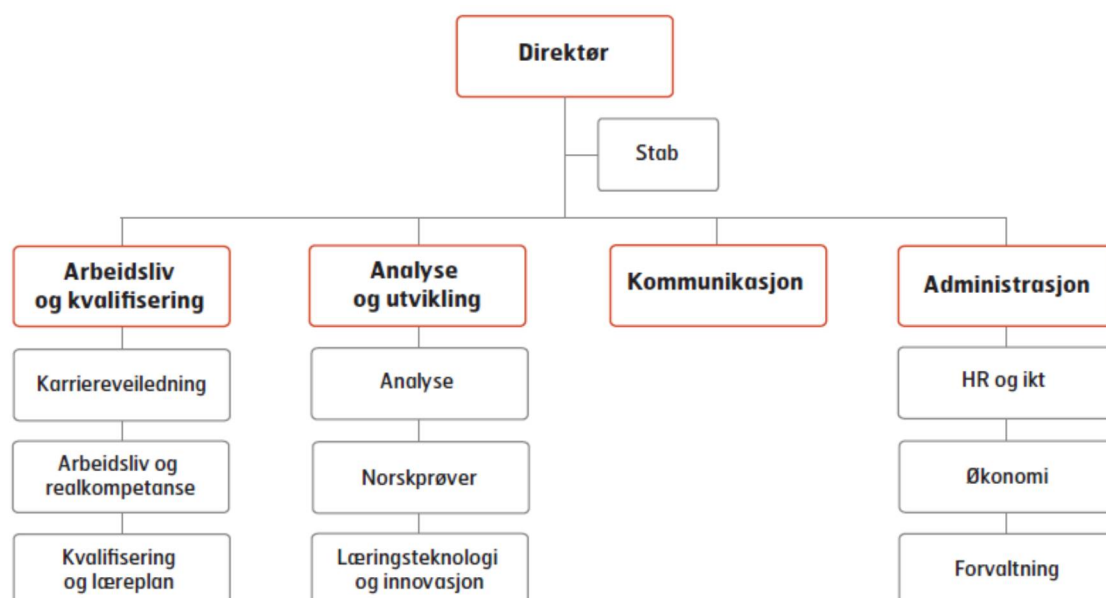 Direktør
Stab
Arbeidsliv
og kvalifisering
Analyse
og utvikling
Kommunikasjon
Administrasjon
Karriereveiledning
Analyse
HR og ikt
Arbeidsliv og
realkompetanse
Norskprøver
Økonomi
Kvalifisering
og læreplan
Læringsteknologi
og innovasjon
Forvaltning